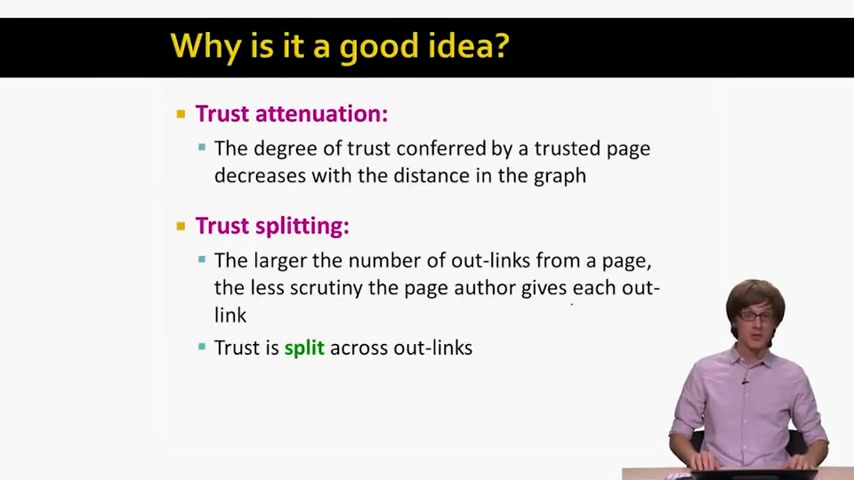 Why is it a good idea?
Trust attenuation:
The degree of trust conferred by a trusted page
decreases with the distance in the graph
Trust splitting:
The larger the number of out-links from a page,
the less scrutiny the page author gives each out-
link
Trust is split across out-links